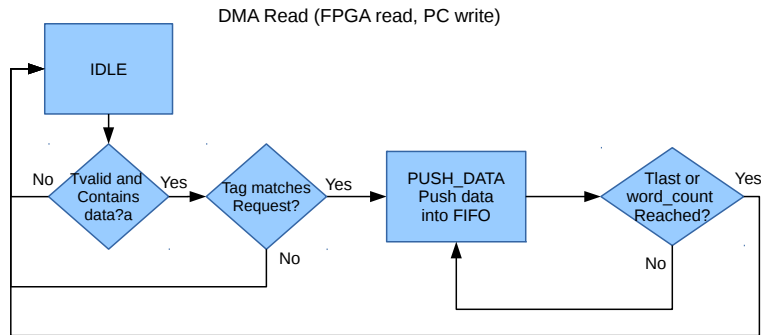 DMA Read (FPGA read, PC write)
IDLE
Tvalid and
Contains
data?a
No
Yes
Tag matches
Request?
Yes
No
PUSH_DATA
Push data
into FIFO
Tlast or
word_count
Reached?
Yes
No